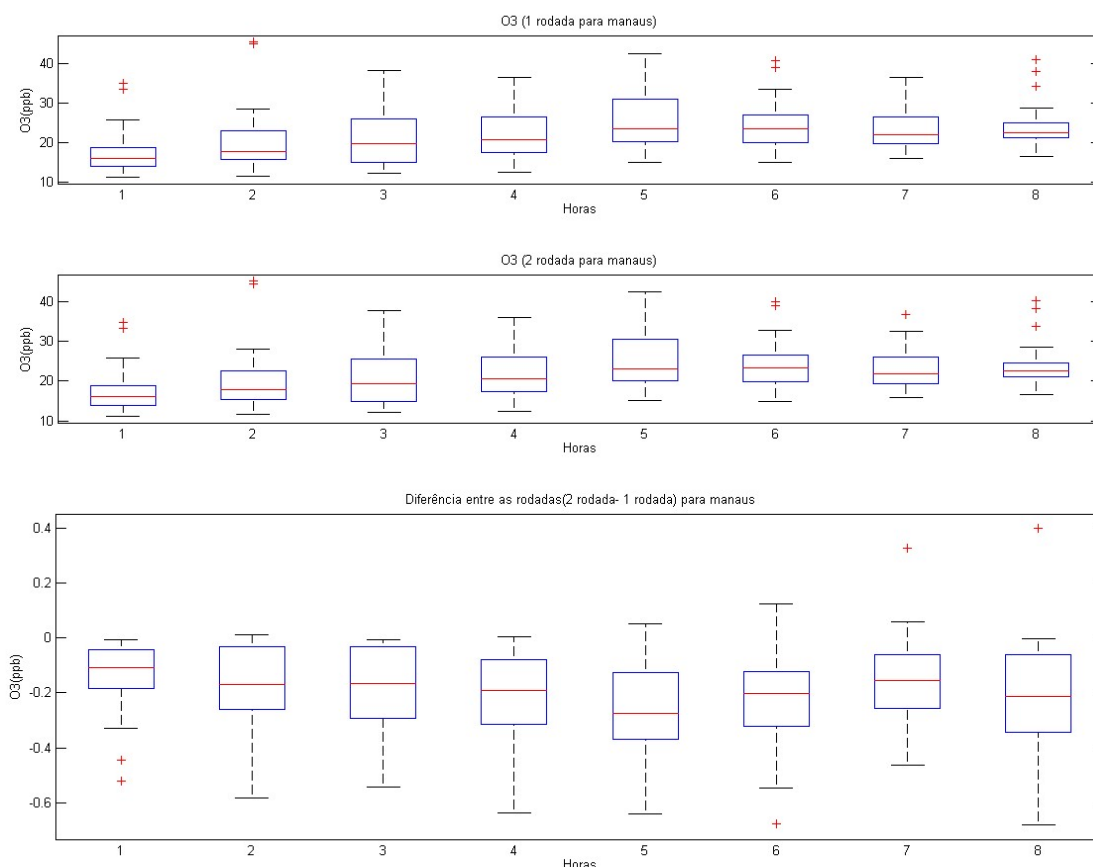 O3 (1 rodada para manaus)
O3(ppb)
40
30
20
10
1 2 3 4 5 6 7 8
Horas
O3 (2 rodada para manaus)
O3(ppb)
40
30
20
10
1 2 3 4 5 6 7 8
Horas
Diferência entre as rodadas(2 rodada- 1 rodada) para manaus
O3(ppb)
0.4
0.2
0
-0.2
-0.4
-0.6
1 2 3 4 5 6 7 8
Horas